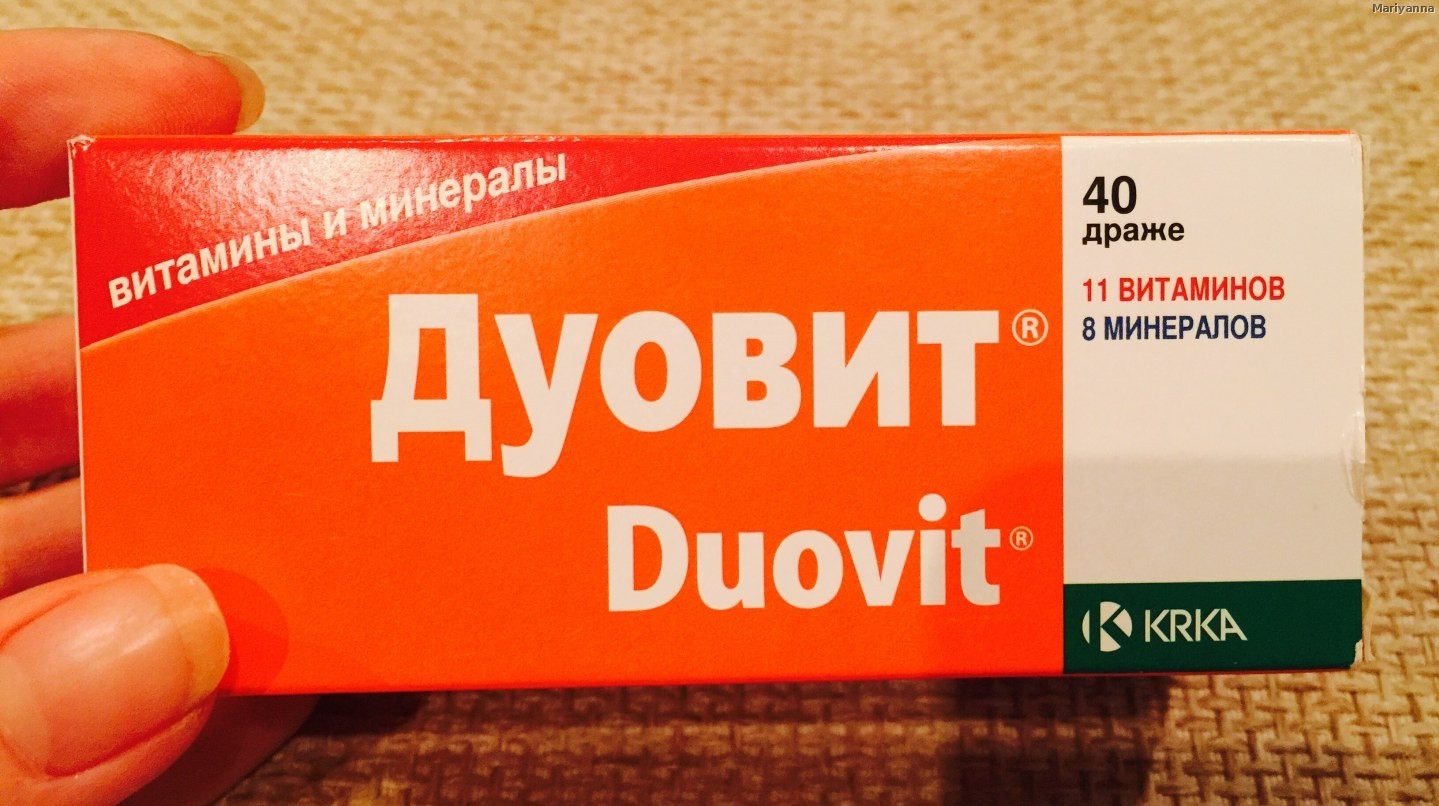 Mariyanna
витамины и минералы
Дуовит®
Duovit®
40
драже
11 ВИТАМИНОВ
8 МИНЕРАЛОВ
KRKA